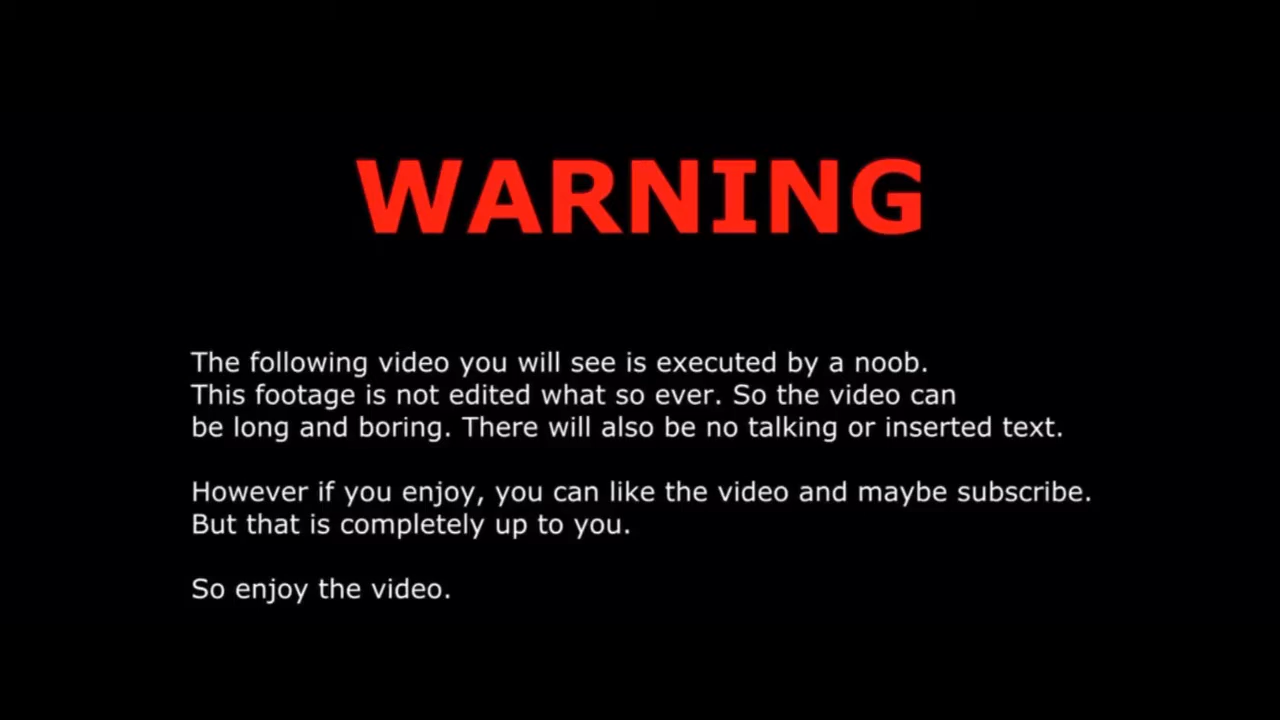 WARNING
The following video you will see is executed by a noob.
This footage is not edited what so ever. So the video can
be long and boring. There will also be no talking or inserted text.
However if you enjoy, you can like the video and maybe subscribe.
But that is completely up to you.
So enjoy the video.